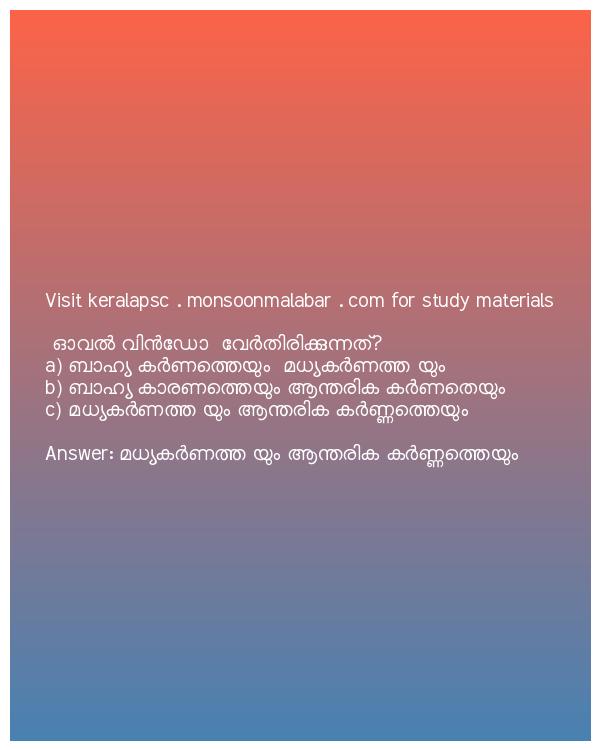 Visit keralapsc . monsoonmalabar . com for study materials
ഓവൽ വിൻഡോ വേർതിരിക്കുന്നത്?
a) ബാഹ്യ കർണത്തെയും മധ്യകർണത്ത യും
b) ബാഹ്യ കാരണത്തെയും ആന്തരിക കർണതെയും
c) മധ്യകർണത്ത യും ആന്തരിക കർണ്ണത്തെയും
Answer: മധ്യകർണത്ത യും ആന്തരിക കർണ്ണത്തെയും